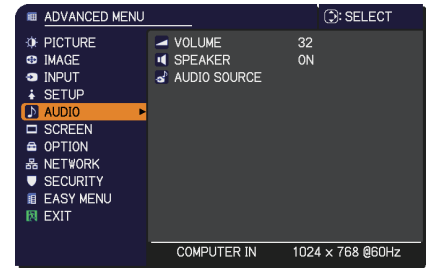 ADVANCED MENU : SELECT
PICTURE VOLUME 32
IMAGE SPEAKER ON
INPUT AUDIO SOURCE
SETUP
AUDIO
SCREEN
OPTION
NETWORK
SECURITY
EASY MENU
EXIT
COMPUTER IN 1024 × 768 @60Hz